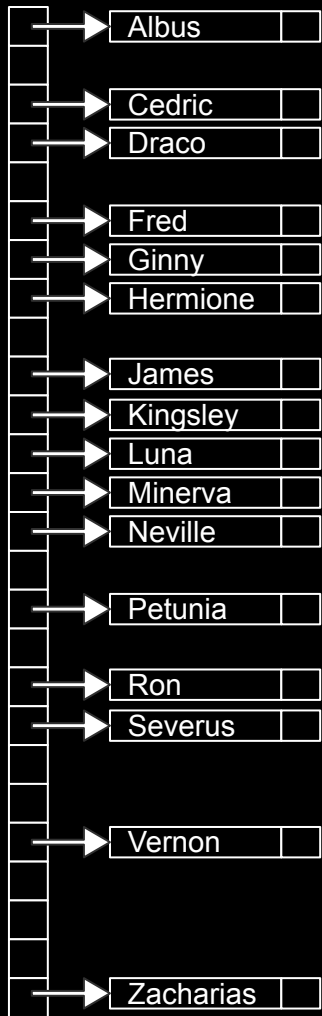 Albus
Cedric
Draco
Fred
Ginny
Hermione
James
Kingsley
Luna
Minerva
Neville
Petunia
Ron
Severus
Vernon
Zacharias